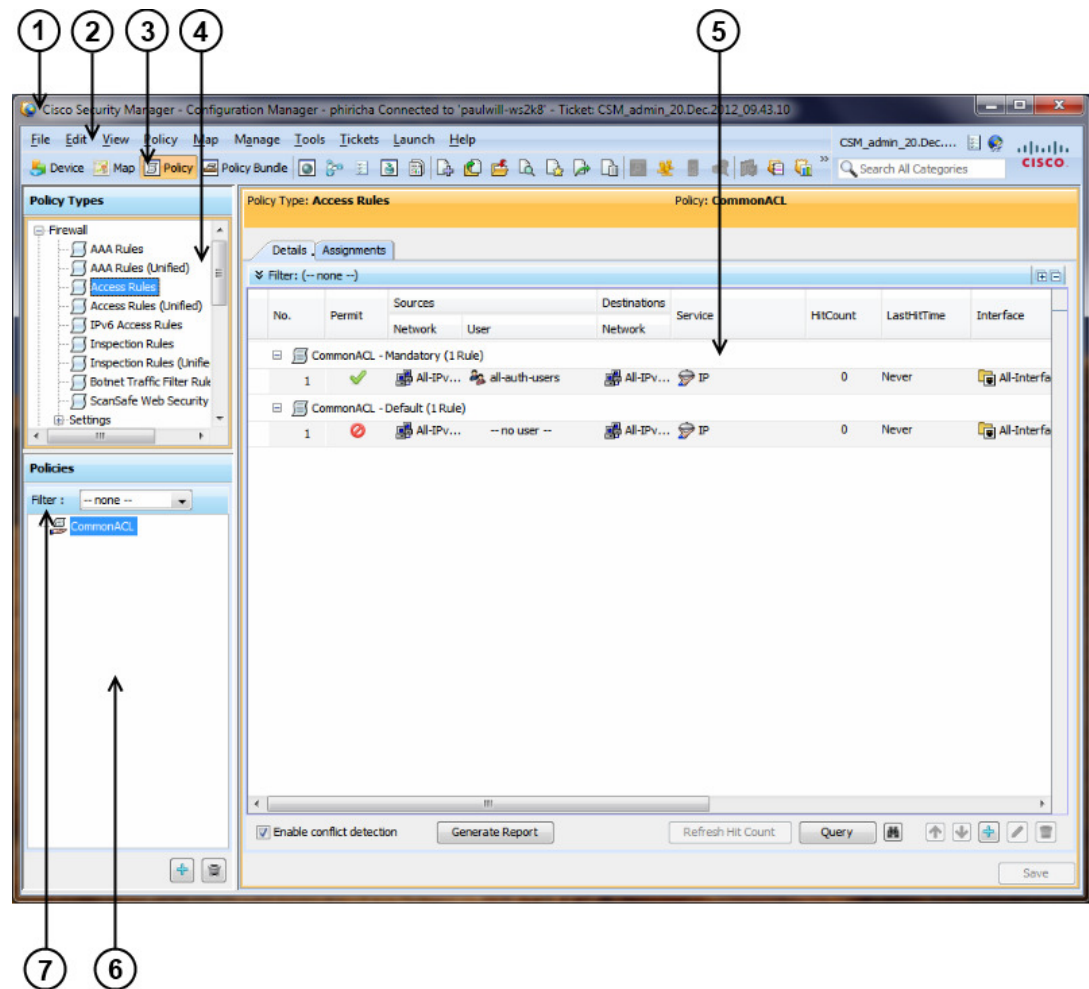 1 2 3 4 5
Cisco Security Manager - Configuration Manager - phiricha Connected to 'paulwill-ws2k8' - Ticket: CSM_admin_20.Dec.2012_09.43.10
File Edit View Policy Map Manage Tools Tickets Launch Help
CSM_admin_20.Dec....
Device Map Policy Policy Bundle
Search All Categories
CISCO
Policy Types
Firewall
AAA Rules
AAA Rules (Unified)
Access Rules
Access Rules (Unified)
IPv6 Access Rules
Inspection Rules
Inspection Rules (Unifie
Botnet Traffic Filter Rule
ScanSafe Web Security
Settings
Policies
Filter : -- none --
CommonACL
Policy Type: Access Rules Policy: CommonACL
Details Assignments
Filter: (-- none --)
No. Permit Sources Destinations Service HitCount LastHitTime Interface
Network User Network
CommonACL - Mandatory (1 Rule)
1 All-IPv... all-auth-users All-IPv... IP 0 Never All-Interfa
CommonACL - Default (1 Rule)
1 All-IPv... -- no user -- All-IPv... IP 0 Never All-Interfa
Enable conflict detection Generate Report Refresh Hit Count Query
Save
7 6